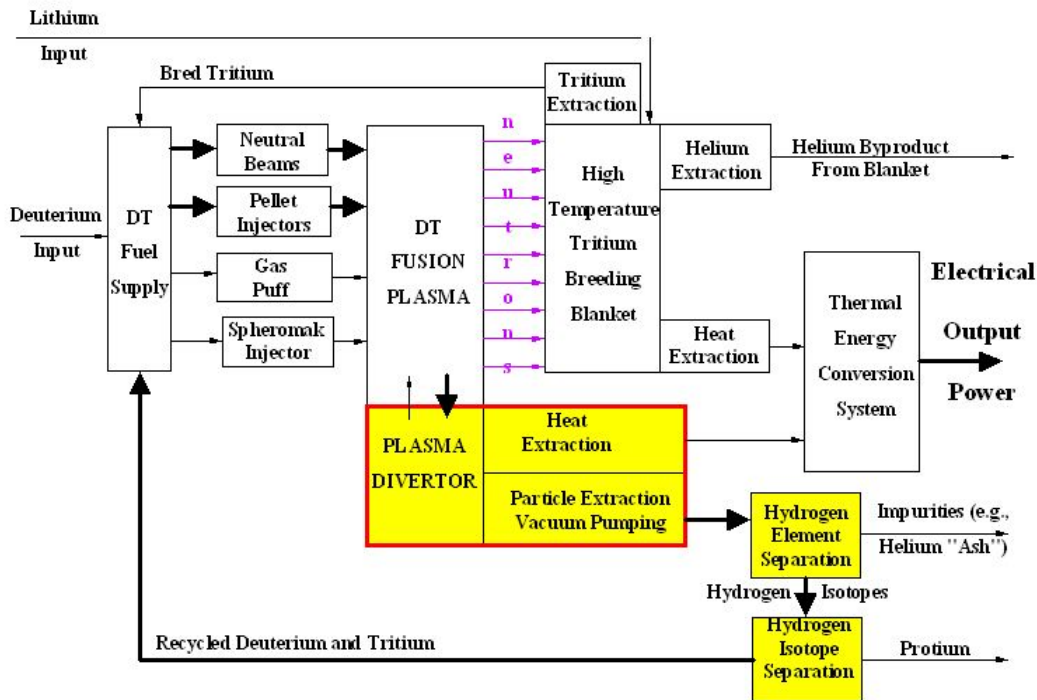 Lithium
Input
Bred Tritium
Tritium
Extraction
Neutral
Beams
Pellet
Injectors
Gas
Puff
Spheromak
Injector
Deuterium
Input
DT
Fuel
Supply
DT
FUSION
PLASMA
n
e
u
t
r
o
n
s
High
Temperature
Tritium
Breeding
Blanket
Helium
Extraction
Helium Byproduct
From Blanket
Heat
Extraction
Thermal
Energy
Conversion
System
Electrical
Output
Power
PLASMA
DIVERTOR
Heat
Extraction
Particle Extraction
Vacuum Pumping
Hydrogen
Element
Separation
Impurities (e.g.,
Helium "Ash")
Hydrogen Isotopes
Hydrogen
Isotope
Separation
Protium
Recycled Deuterium and Tritium